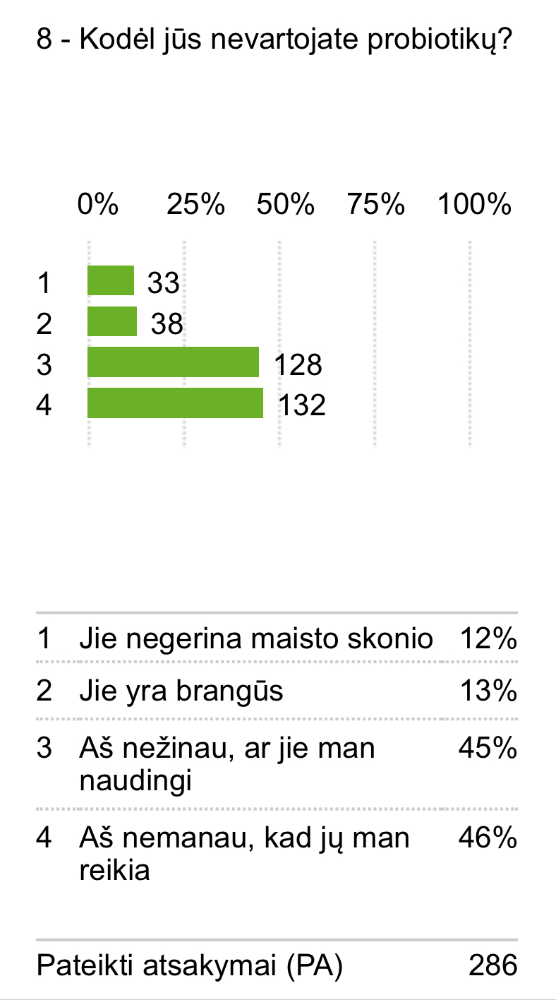 8 - Kodėl jūs nevartojate probiotikų?
0% 25% 50% 75% 100%
1 33
2 38
3 128
4 132
1 Jie negerina maisto skonio 12%
2 Jie yra brangūs 13%
3 Aš nežinau, ar jie man 45%
naudingi
4 Aš nemanau, kad jų man 46%
reikia
Pateikti atsakymai (PA) 286